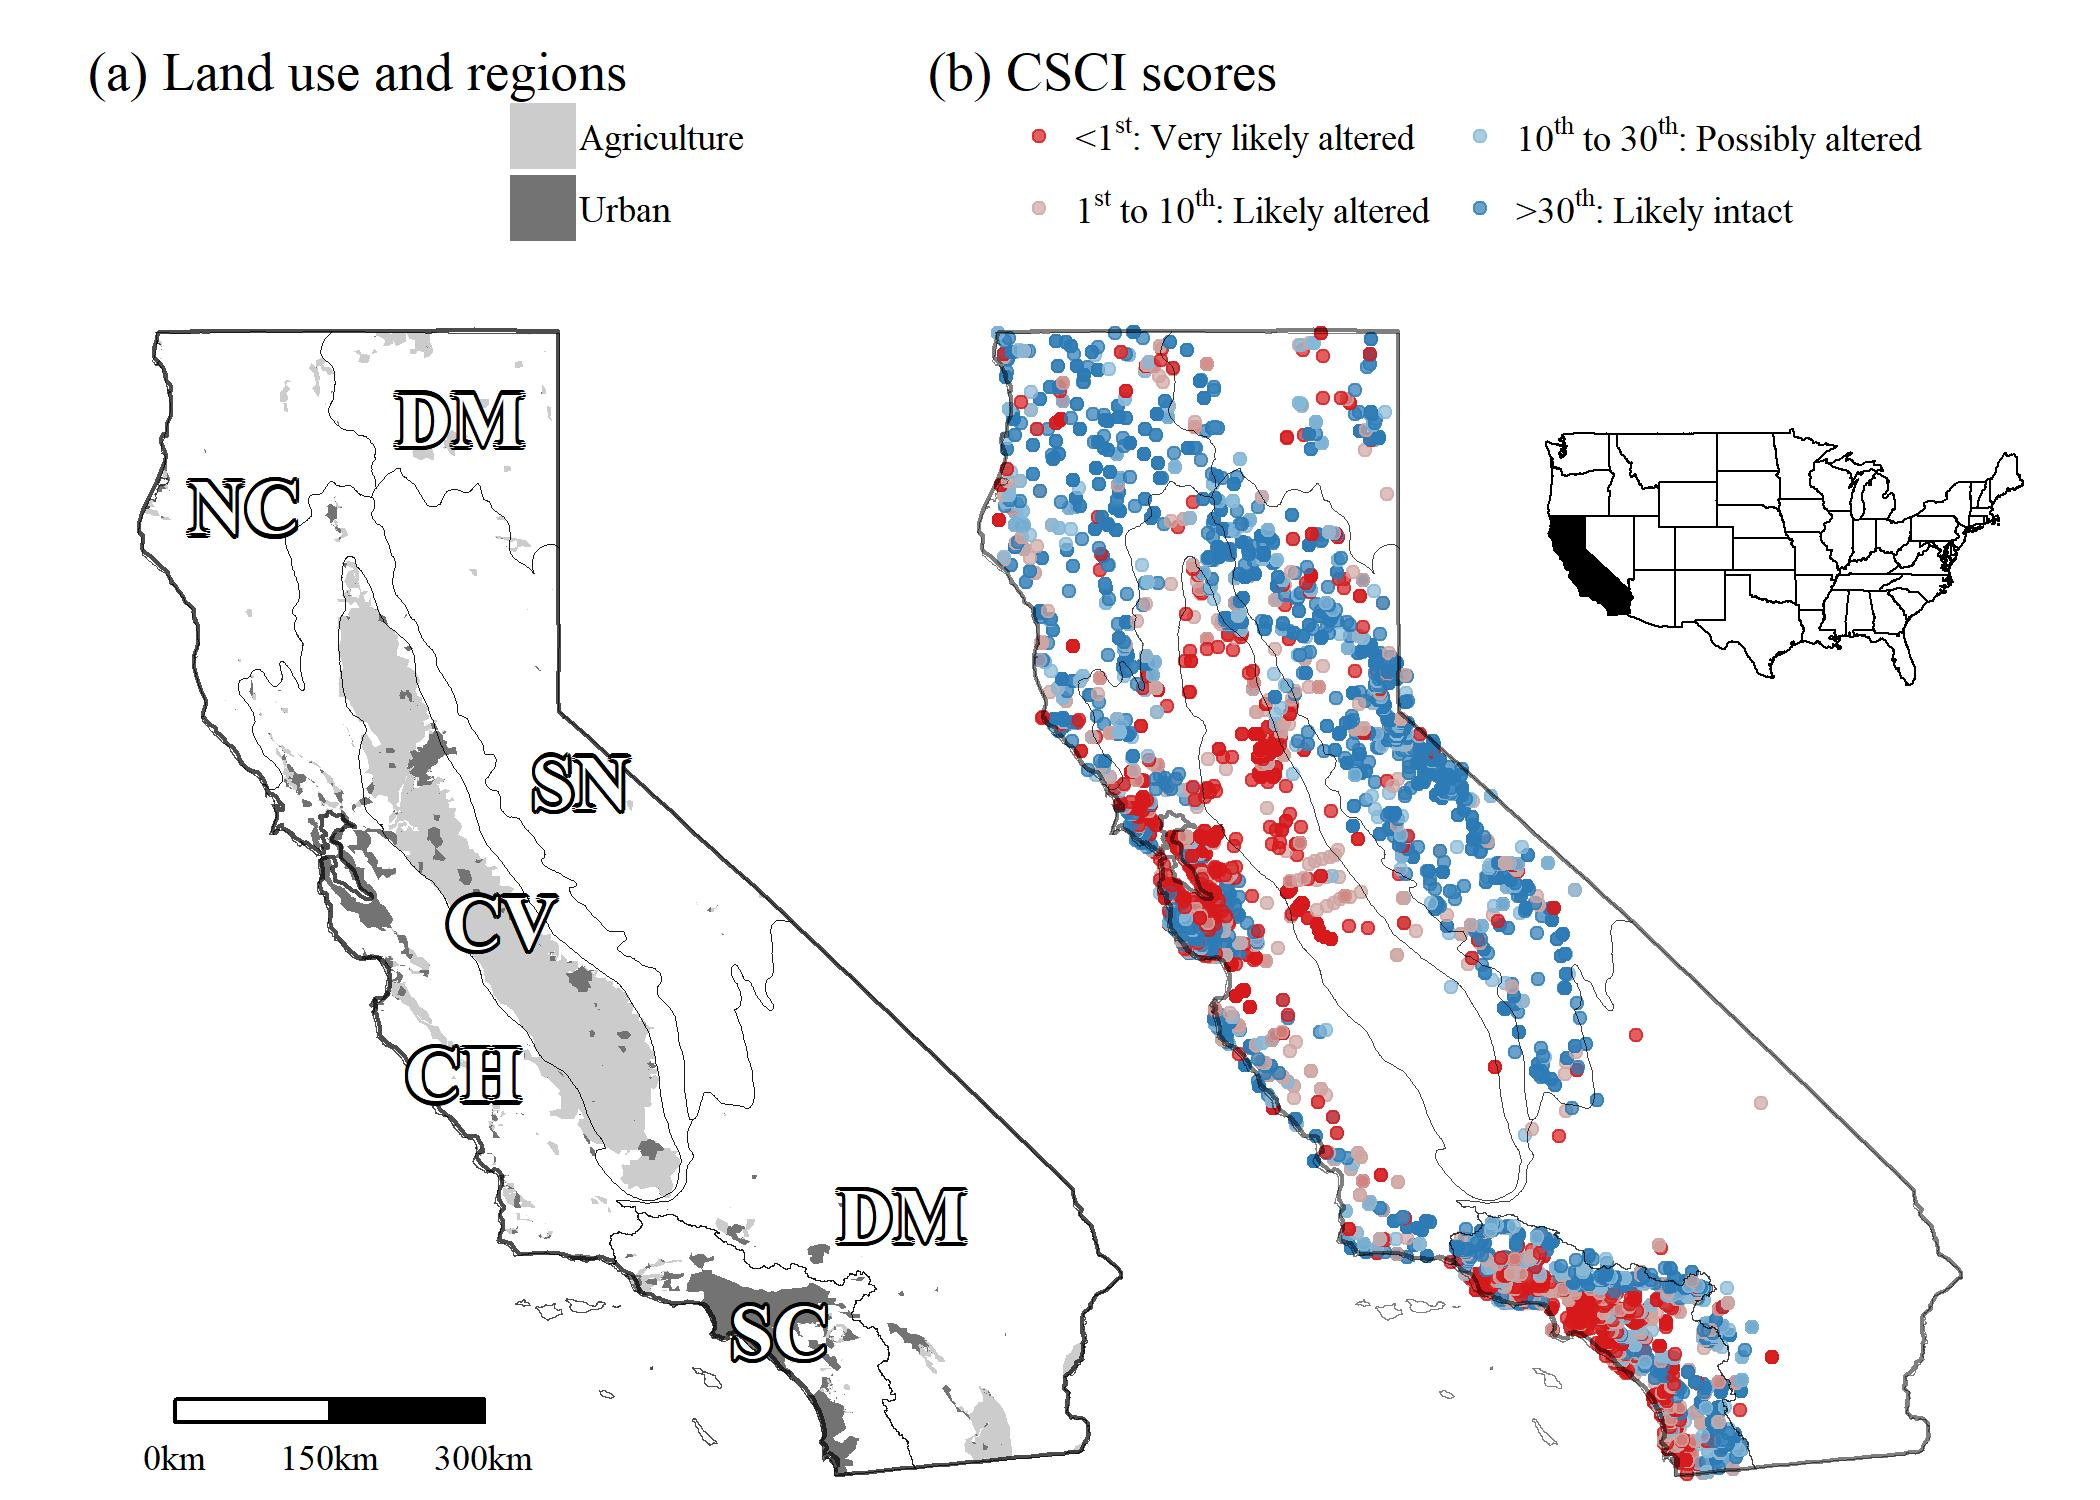 (a) Land use and regions
Agriculture
Urban
DM
NC
SN
CV
CH
DM
SC
0km 150km 300km
(b) CSCI scores
<1st: Very likely altered
1st to 10th: Likely altered
10th to 30th: Possibly altered
>30th: Likely intact